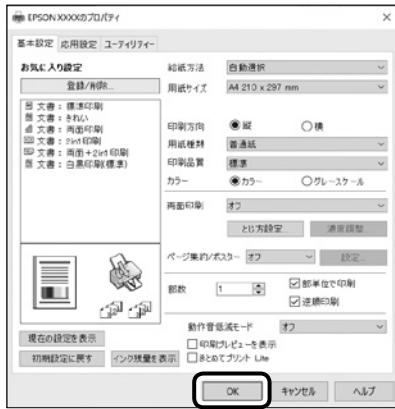 EPSON XXXXのプロパティ
基本設定 応用設定 ユーティリティー
お気に入り設定
登録/削除...
文書：標準印刷
文書：きれい
文書：両面印刷
文書：2in1印刷
文書：両面+2in1印刷
文書：白黒印刷(標準)
現在の設定を表示
初期設定に戻す インク残量を表示
給紙方法 自動選択
用紙サイズ A4 210 x 297 mm
印刷方向 縦 横
用紙種類 普通紙
印刷品質 標準
カラー カラー グレースケール
両面印刷 オフ
とじ方設定... 濃度調整...
ページ集約/ポスター オフ 設定...
部数 1 部単位で印刷
逆順印刷
動作音低減モード オフ
印刷プレビューを表示
まとめてプリント Lite
OK キャンセル ヘルプ